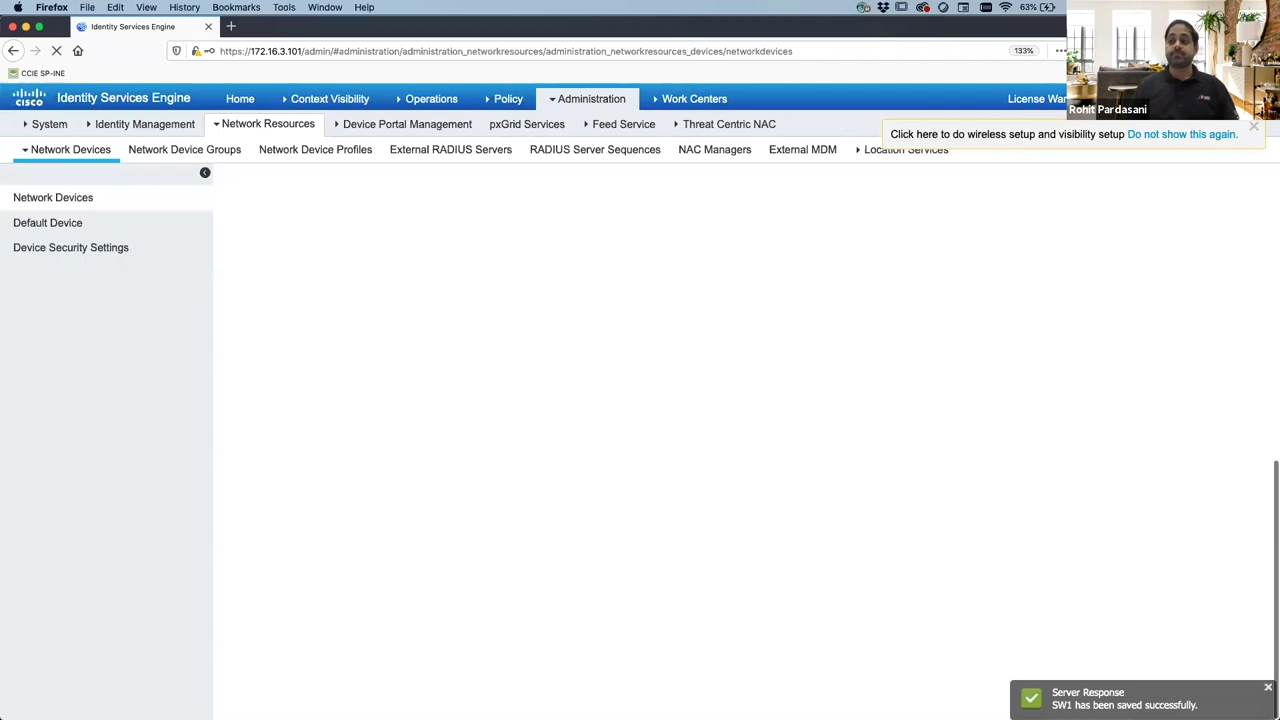 Firefox File Edit View History Bookmarks Tools Window Help 63%
Identity Services Engine
https://172.16.3.101/admin/#administration/administration_networkresources/administration_networkresources_devices/networkdevices 133%
CCIE SP-INE
Rohit Pardasani
CISCO Identity Services Engine Home Context Visibility Operations Policy Administration Work Centers License War
System Identity Management Network Resources Device Portal Management pxGrid Services Feed Service Threat Centric NAC
Click here to do wireless setup and visibility setup Do not show this again.
Network Devices Network Device Groups Network Device Profiles External RADIUS Servers RADIUS Server Sequences NAC Managers External MDM Location Services
Network Devices
Default Device
Device Security Settings
Server Response
SW1 has been saved successfully.